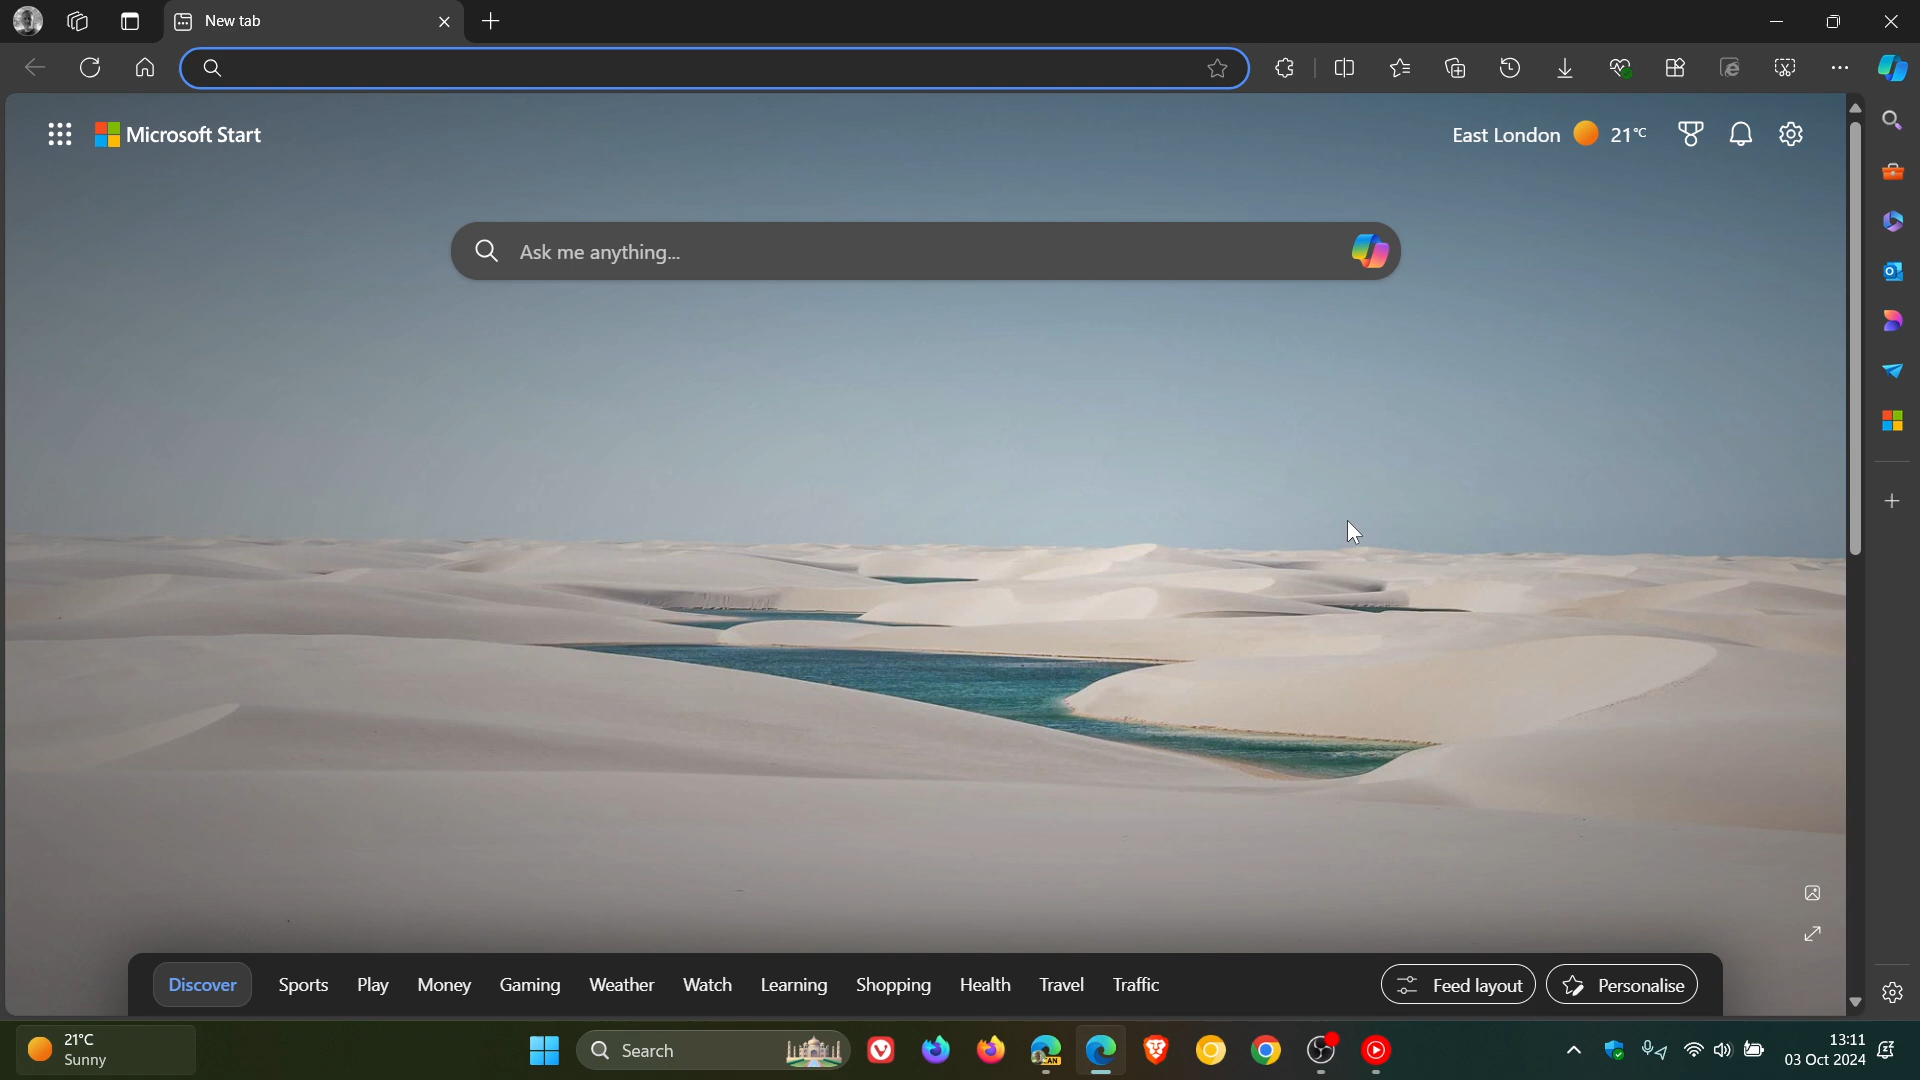 New tab
Microsoft Start
East London 21°C
Ask me anything...
Discover Sports Play Money Gaming Weather Watch Learning Shopping Health Travel Traffic Feed layout Personalise
21°C
Sunny
Search
CAN
13:11
03 Oct 2024